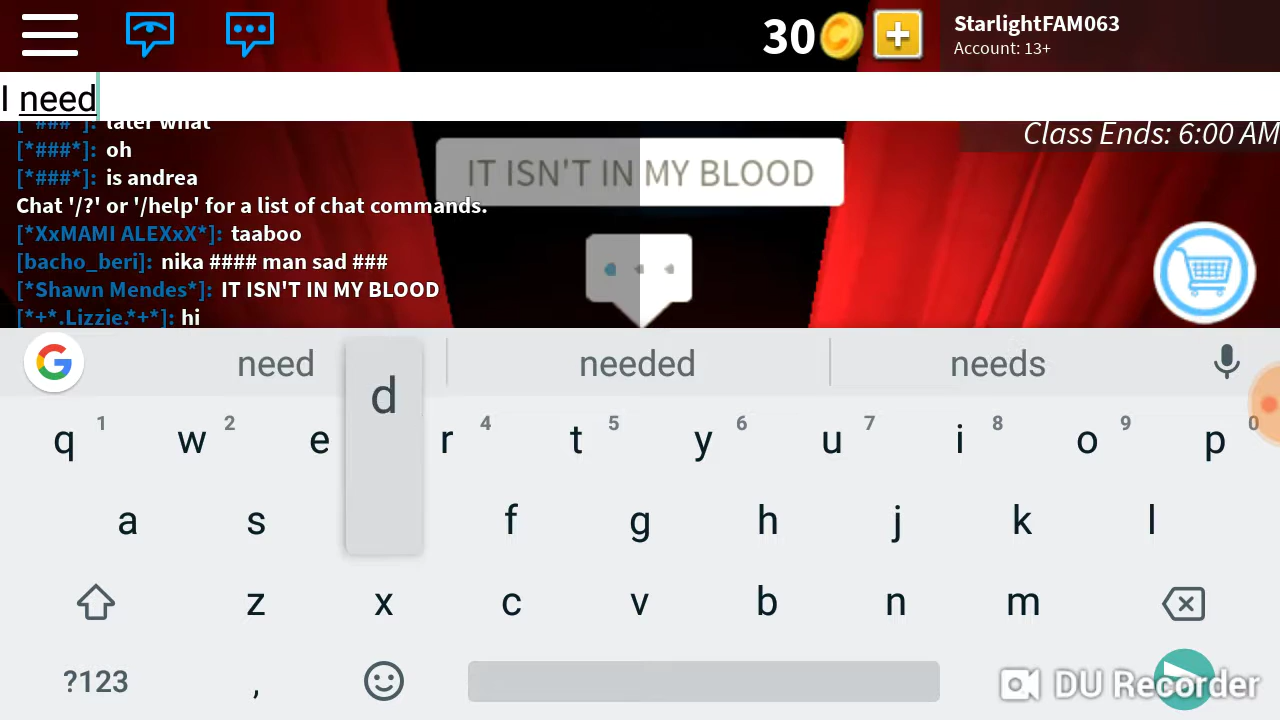 30
StarlightFAM063
Account: 13+
I need
[*###*]: later what
[*###*]: oh
[*###*]: is andrea
Chat '/?' or '/help' for a list of chat commands.
[*XxMAMI ALEXxX*]: taaboo
[bacho_beri]: nika #### man sad ###
[*Shawn Mendes*]: IT ISN'T IN MY BLOOD
[*+*.Lizzie.*+*]: hi
IT ISN'T IN MY BLOOD
Class Ends: 6:00 AM
need needed needs
d
1 2 4 5 6 7 8 9 0
q w e r t y u i o p
a s f g h j k l
z x c v b n m
?123 ,
DU Recorder